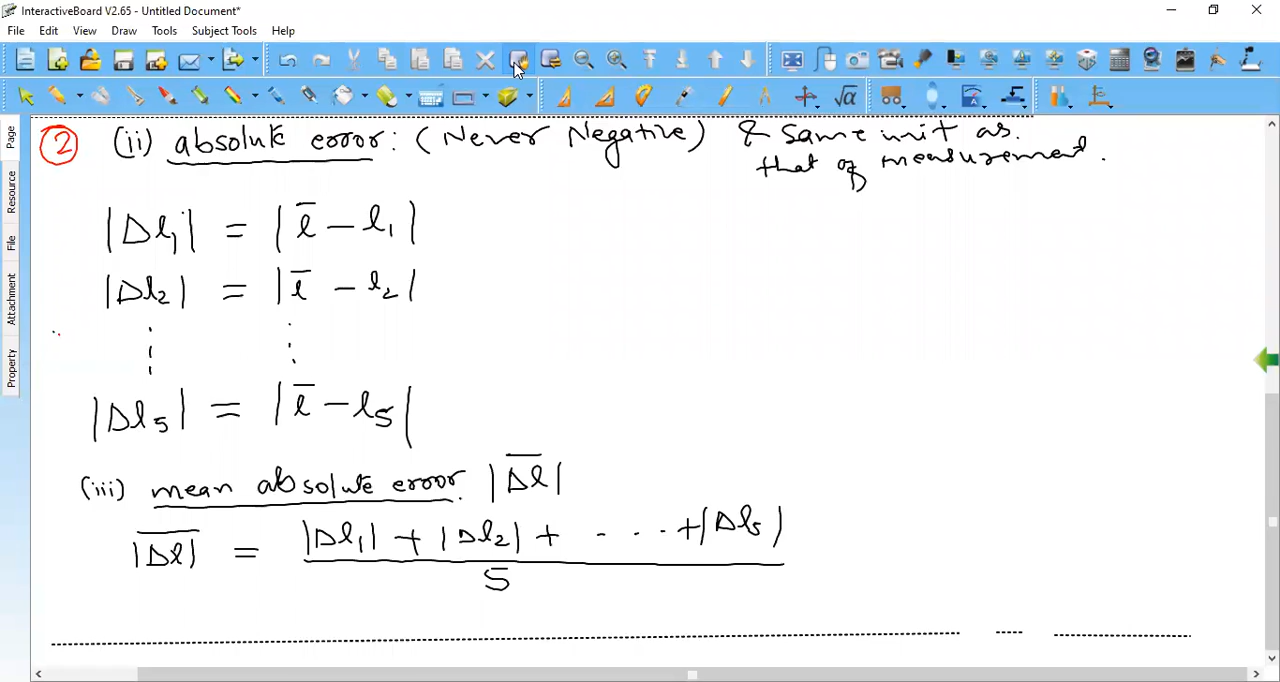 InteractiveBoard V2.65 - Untitled Document*
File Edit View Draw Tools Subject Tools Help
Page
Resource
File
Attachment
Property
② (ii) absolute error: (Never Negative) & same unit as.
that of measurement.
|Δl₁| = |l̅ - l₁|
|Δl₂| = |l̅ - l₂|
⋮ ⋮
|Δl₅| = |l̅ - l₅|
(iii) mean absolute error. |Δl̅|
|Δl|̅ = |Δl₁| + |Δl₂| + ..... + |Δl₅|
5